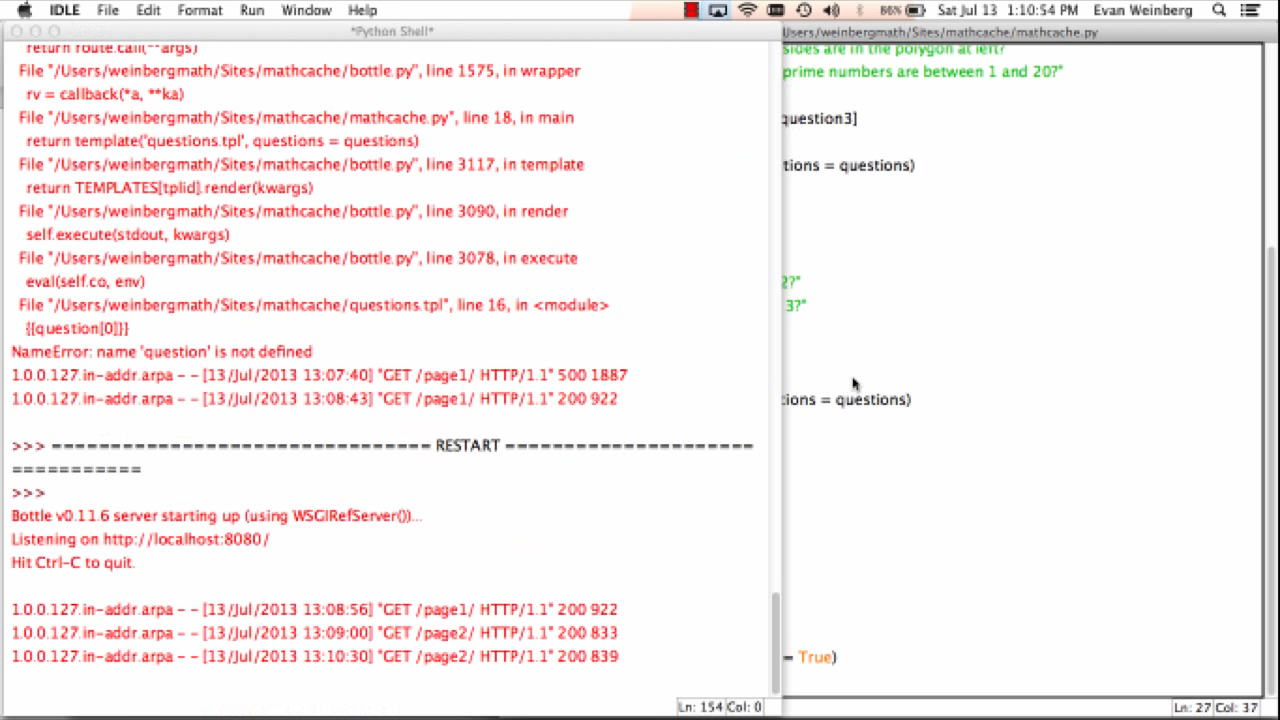 IDLE File Edit Format Run Window Help 86% Sat Jul 13 1:10:54 PM Evan Weinberg
*Python Shell*
return route.call(**args)
File "/Users/weinbergmath/Sites/mathcache/bottle.py", line 1575, in wrapper
rv = callback(*a, **ka)
File "/Users/weinbergmath/Sites/mathcache/mathcache.py", line 18, in main
return template('questions.tpl', questions = questions)
File "/Users/weinbergmath/Sites/mathcache/bottle.py", line 3117, in template
return TEMPLATES[tplid].render(kwargs)
File "/Users/weinbergmath/Sites/mathcache/bottle.py", line 3090, in render
self.execute(stdout, kwargs)
File "/Users/weinbergmath/Sites/mathcache/bottle.py", line 3078, in execute
eval(self.co, env)
File "/Users/weinbergmath/Sites/mathcache/questions.tpl", line 16, in <module>
{{question[0]}}
NameError: name 'question' is not defined
1.0.0.127.in-addr.arpa - - [13/Jul/2013 13:07:40] "GET /page1/ HTTP/1.1" 500 1887
1.0.0.127.in-addr.arpa - - [13/Jul/2013 13:08:43] "GET /page1/ HTTP/1.1" 200 922
>>> ================================ RESTART =====================
===========
>>>
Bottle v0.11.6 server starting up (using WSGIRefServer())...
Listening on http://localhost:8080/
Hit Ctrl-C to quit.
1.0.0.127.in-addr.arpa - - [13/Jul/2013 13:08:56] "GET /page1/ HTTP/1.1" 200 922
1.0.0.127.in-addr.arpa - - [13/Jul/2013 13:09:00] "GET /page2/ HTTP/1.1" 200 833
1.0.0.127.in-addr.arpa - - [13/Jul/2013 13:10:30] "GET /page2/ HTTP/1.1" 200 839
Ln: 154 Col: 0
Users/weinbergmath/Sites/mathcache/mathcache.py
sides are in the polygon at left?
prime numbers are between 1 and 20?"
question3]
tions = questions)
2?"
3?"
ions = questions)
= True)
Ln: 27 Col: 37